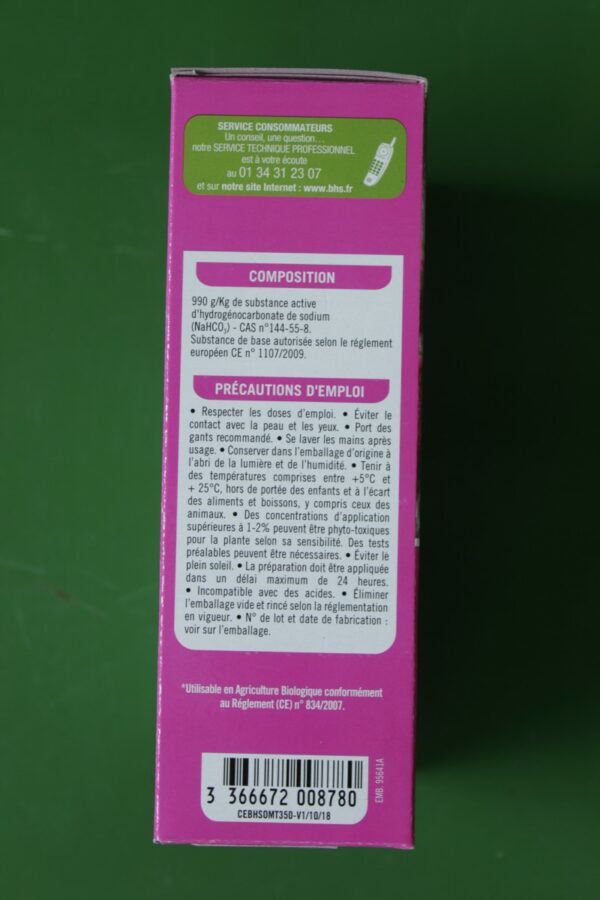 SERVICE CONSOMMATEURS
Un conseil, une question...
notre SERVICE TECHNIQUE PROFESSIONNEL
est à votre écoute
au 01 34 31 23 07
et sur notre site Internet : www.bhs.fr
COMPOSITION
990 g/Kg de substance active
d'hydrogénocarbonate de sodium
(NaHCO₃) - CAS n°144-55-8.
Substance de base autorisée selon le réglement
européen CE n° 1107/2009.
PRÉCAUTIONS D'EMPLOI
• Respecter les doses d'emploi. • Éviter le
contact avec la peau et les yeux. • Port des
gants recommandé. • Se laver les mains après
usage. • Conserver dans l'emballage d'origine à
l'abri de la lumière et de l'humidité. • Tenir à
des températures comprises entre +5°C et
+ 25°C, hors de portée des enfants et à l'écart
des aliments et boissons, y compris ceux des
animaux. • Des concentrations d'application
supérieures à 1-2% peuvent être phyto-toxiques
pour la plante selon sa sensibilité. Des tests
préalables peuvent être nécessaires. • Éviter le
plein soleil. • La préparation doit être appliquée
dans un délai maximum de 24 heures.
• Incompatible avec des acides. • Éliminer
l'emballage vide et rincé selon la réglementation
en vigueur. • N° de lot et date de fabrication :
voir sur l'emballage.
*Utilisable en Agriculture Biologique conformément
au Réglement (CE) n° 834/2007.
3 366672 008780
CEBHSOMT350-V1/10/18
EMB. 95641A